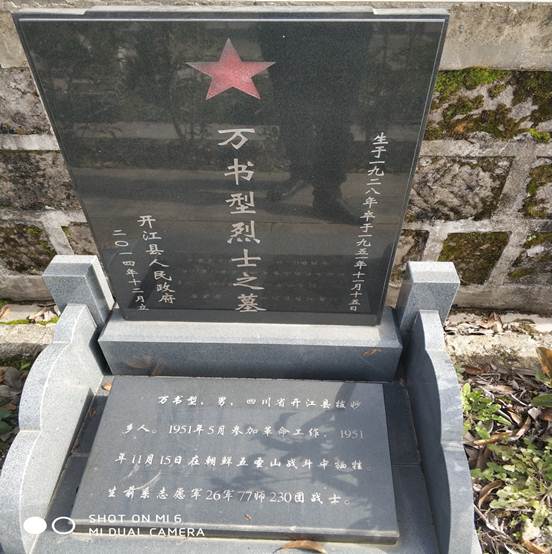 生于一九二八年卒于一九五一年十一月十五日
万书型烈士之墓
开江县人民政府
二〇一四年十二月立
万书型，男，四川省开江县拔妙
乡人。1951年5月参加革命工作，1951
年11月15日在朝鲜五圣山战斗中牺牲。
生前系志愿军26军77师230团战士。
SHOT ON MI 6
MI DUAL CAMERA